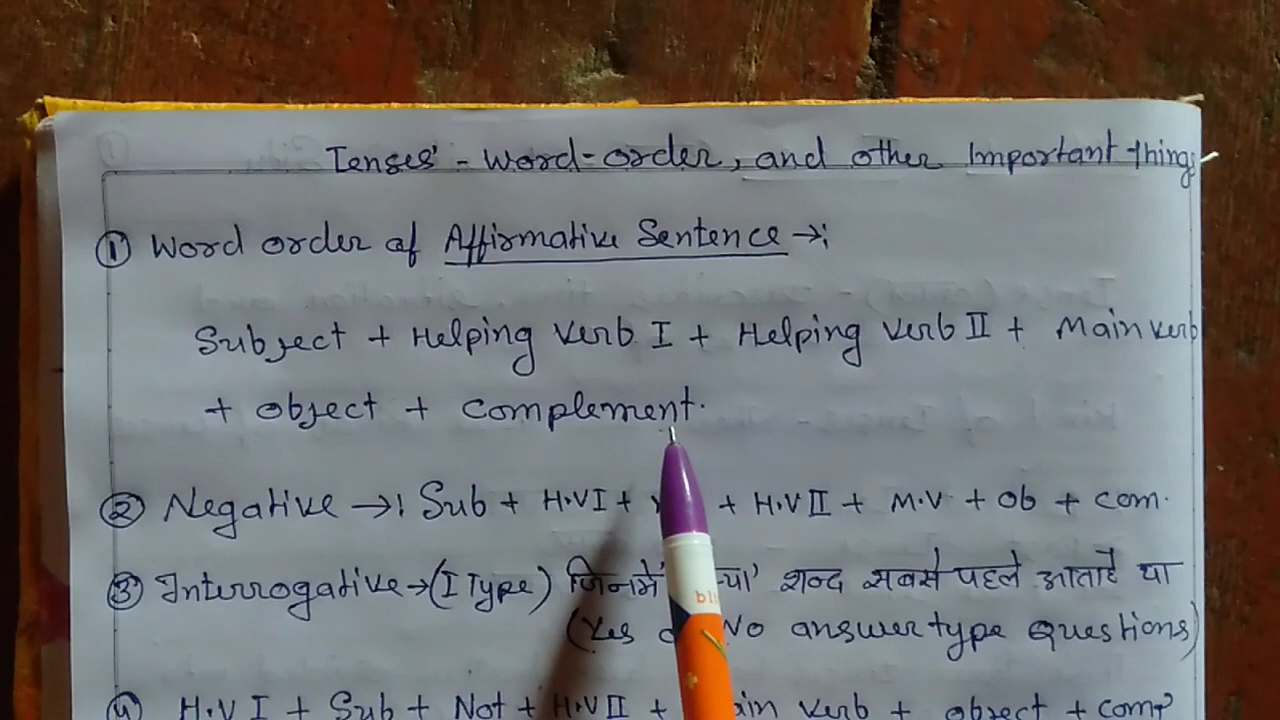 Tenses' - Word-order, and other Important things
① Word order of Affirmative Sentence →:
Subject + Helping Verb I + Helping Verb II + Main verb
+ object + Complement.
② Negative →: Sub + H.V I + + H.V II + M.V + Ob + com.
③ Interrogative → (I Type) जिनमें शब्द सबसे पहले आता है या
(Yes No answer type Questions)
④ H.V I + Sub + Not + H.V II + verb + object + comp